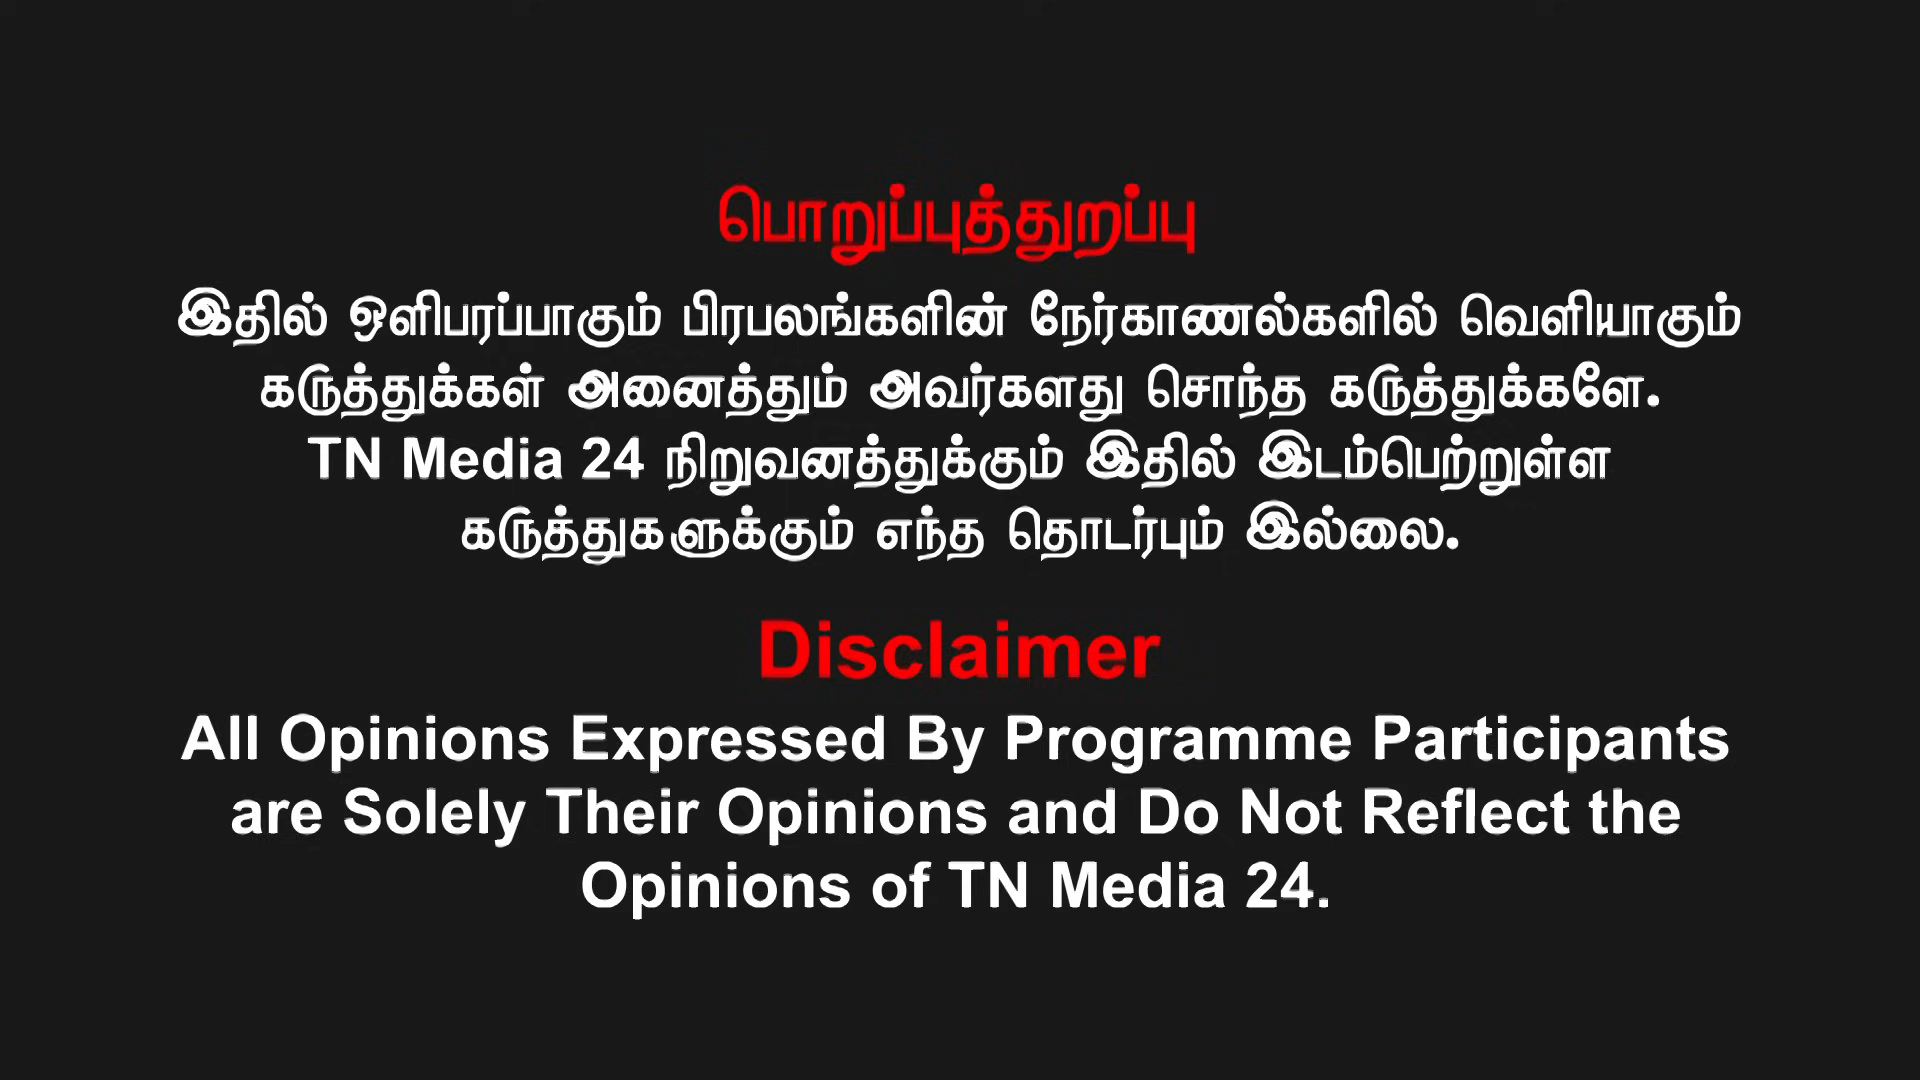 பொறுப்புத்துறப்பு
இதில் ஒளிபரப்பாகும் பிரபலங்களின் நேர்காணல்களில் வெளியாகும்
கருத்துக்கள் அனைத்தும் அவர்களது சொந்த கருத்துக்களே.
TN Media 24 நிறுவனத்துக்கும் இதில் இடம்பெற்றுள்ள
கருத்துகளுக்கும் எந்த தொடர்பும் இல்லை.
Disclaimer
All Opinions Expressed By Programme Participants
are Solely Their Opinions and Do Not Reflect the
Opinions of TN Media 24.